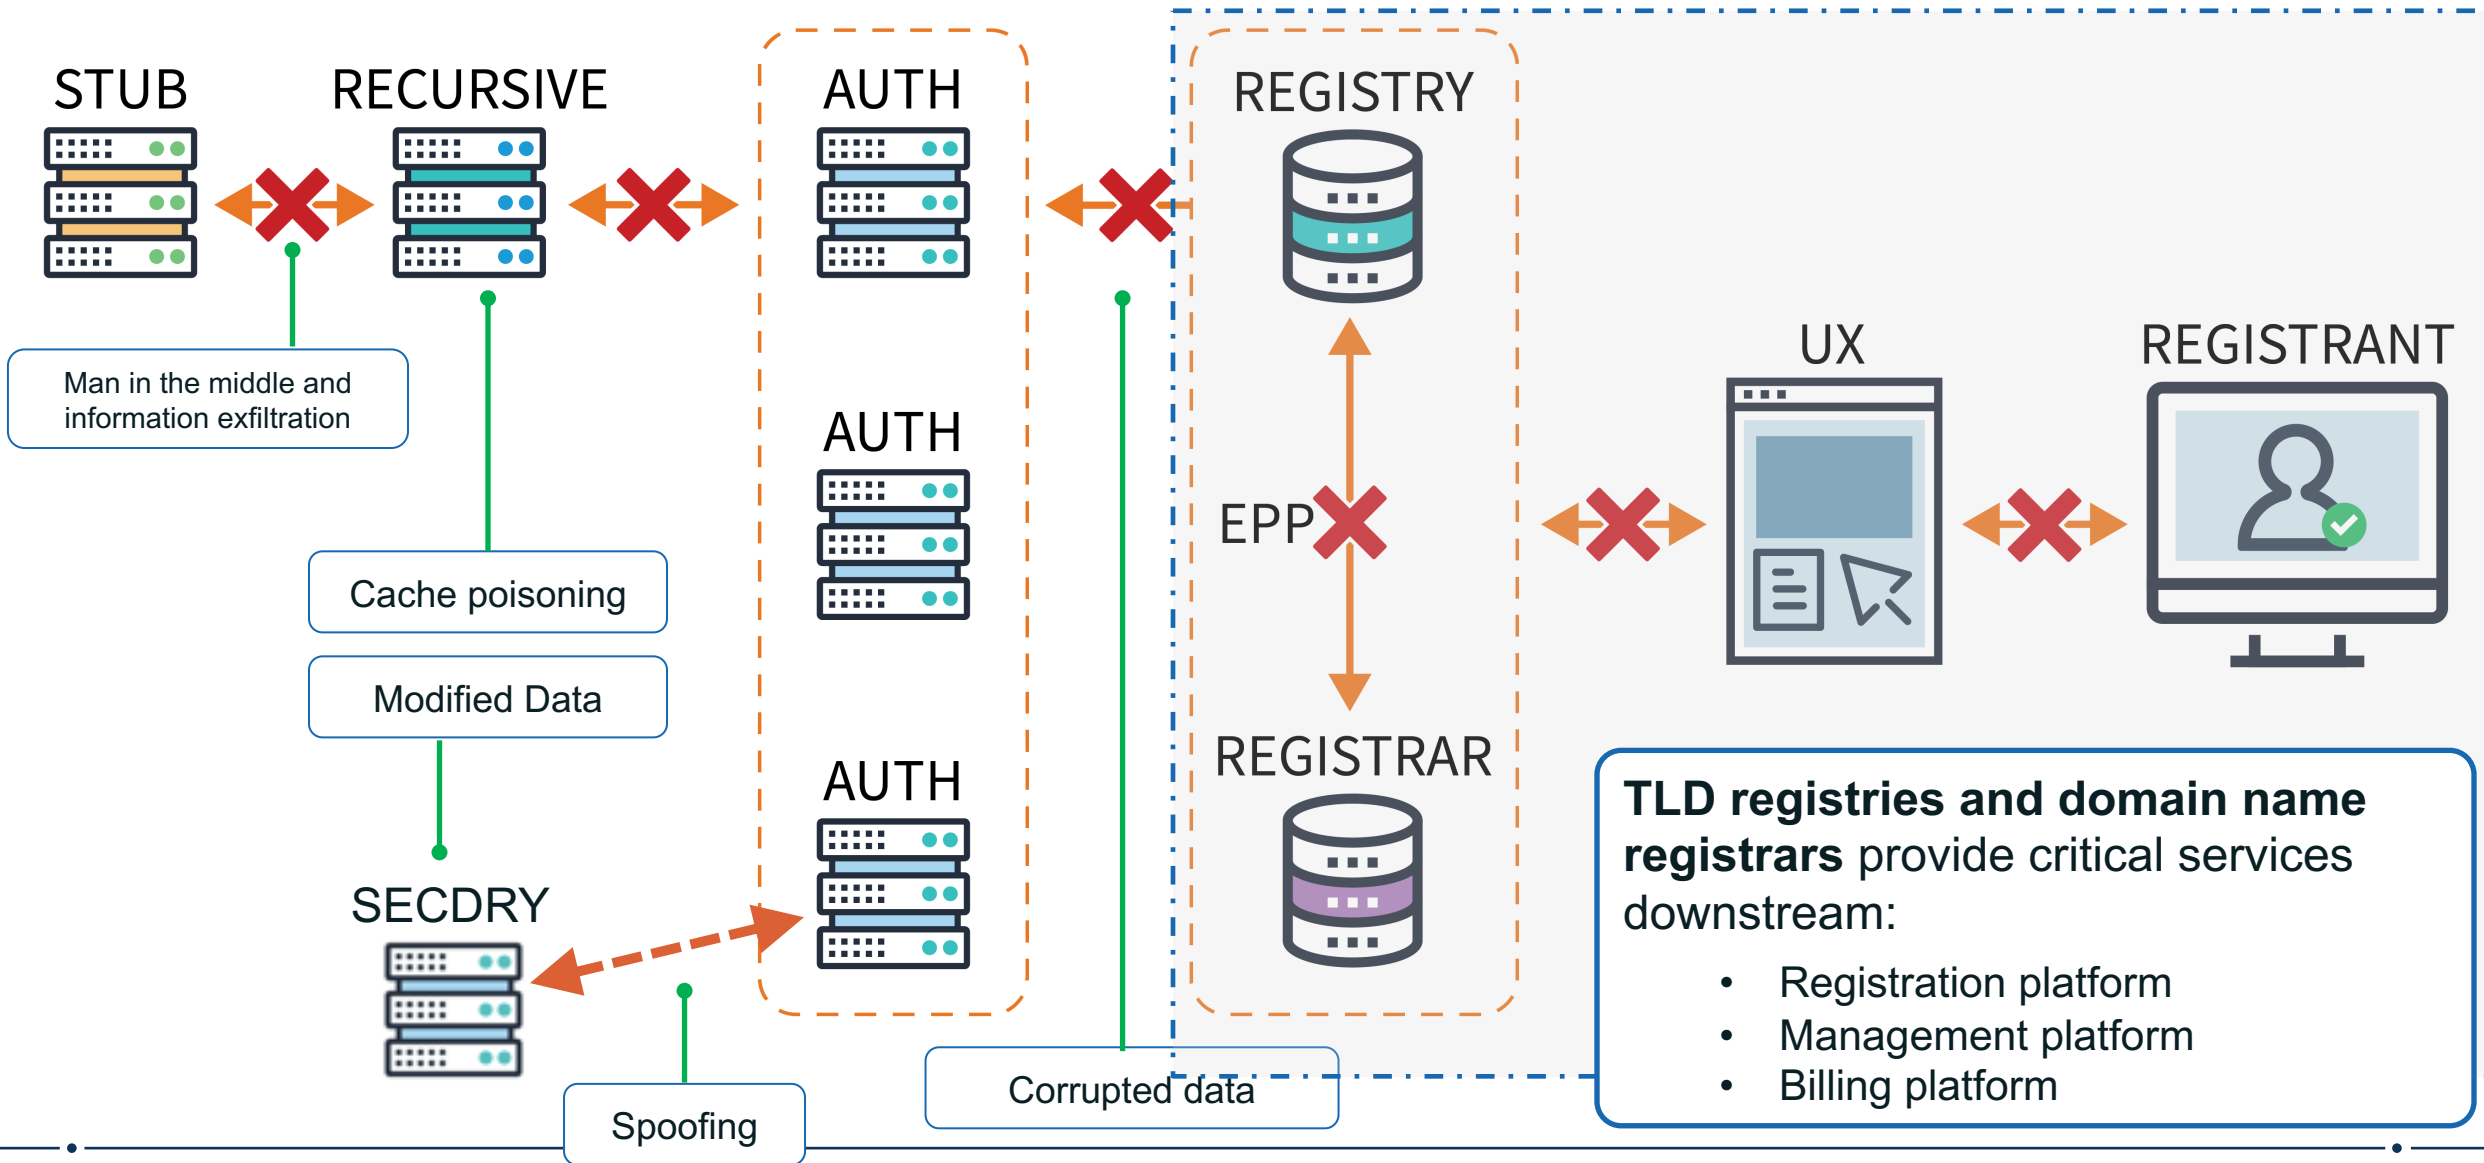 STUB
RECURSIVE
AUTH
REGISTRY
Man in the middle and
information exfiltration
UX
REGISTRANT
AUTH
EPP
Cache poisoning
Modified Data
REGISTRAR
AUTH
SECDRY
TLD registries and domain name
registrars provide critical services
downstream:
• Registration platform
• Management platform
• Billing platform
Corrupted data
Spoofing